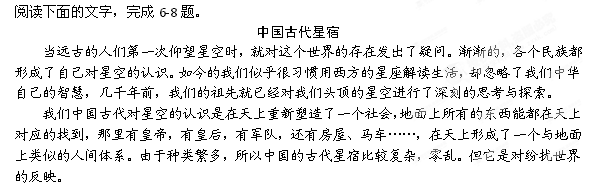 阅读下面的文字，完成 6-8 题。
中国古代星宿
当远古的人们第一次仰望星空时，就对这个世界的存在发出了疑问。渐渐的，各个民族都
形成了自己对星空的认识。如今的我们似乎很习惯用西方的星座解读生活，却忽略了我们中华
自己的智慧，几千年前，我们的祖先就已经对我们头顶的星空进行了深刻的思考与探索。
我们中国古代对星空的认识是在天上重新塑造了一个社会，地面上所有的东西能都在天上
对应的找到，那里有皇帝，有皇后，有军队，还有房屋、马车……，在天上形成了一个与地面
上类似的人间体系。由于种类繁多，所以中国的古代星宿比较复杂，零乱。但它是对纷扰世界
的反映。